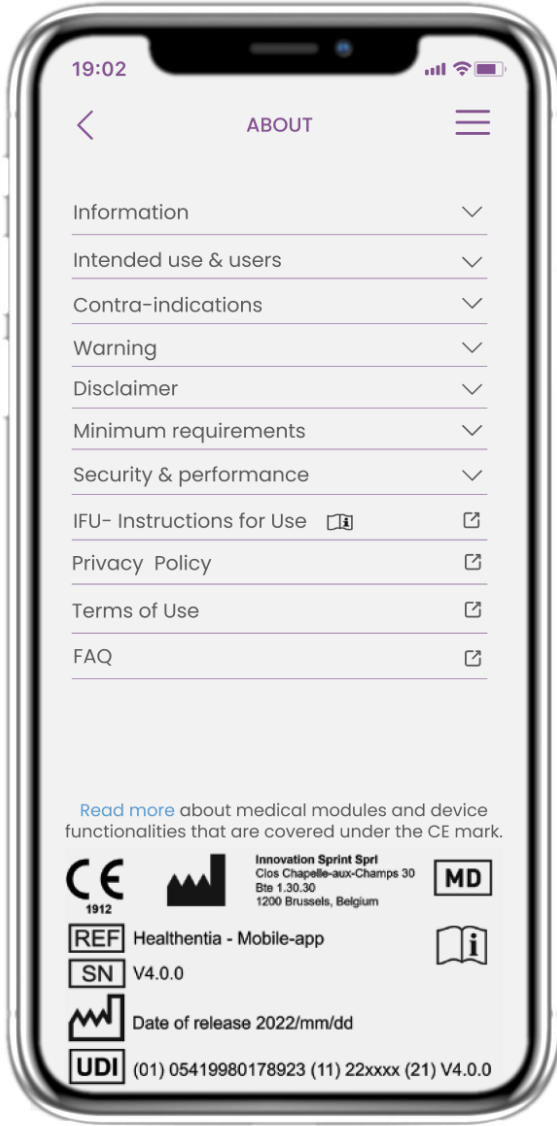 19:02
ABOUT
Information
Intended use & users
Contra-indications
Warning
Disclaimer
Minimum requirements
Security & performance
IFU- Instructions for Use
Privacy Policy
Terms of Use
FAQ
Read more about medical modules and device
functionalities that are covered under the CE mark.
CE
1912
Innovation Sprint Sprl
Clos Chapelle-aux-Champs 30
Bte 1.30.30
1200 Brussels, Belgium
MD
REF Healthentia - Mobile-app
SN V4.0.0
Date of release 2022/mm/dd
UDI (01) 05419980178923 (11) 22xxxx (21) V4.0.0